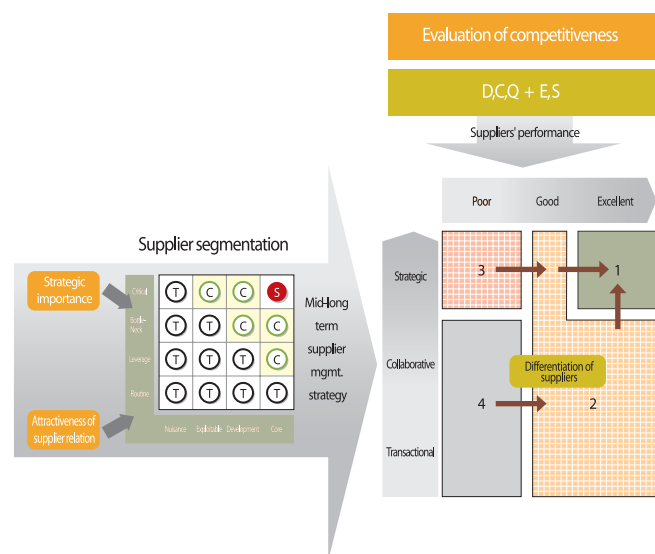 Evaluation of competitiveness
D,C,Q + E,S
Suppliers' performance
Poor Good Excellent
Supplier segmentation
Strategic
importance
Attractiveness of
supplier relation
Critical T C C S
Bottle-
Neck T T C C
Leverage T T T C
Routine T T T T
Nuisance Exploitable Development Core
Mid-long
term
supplier
mgmt.
strategy
Strategic 3 1
Collaborative
Differentiation of
suppliers
4 2
Transactional